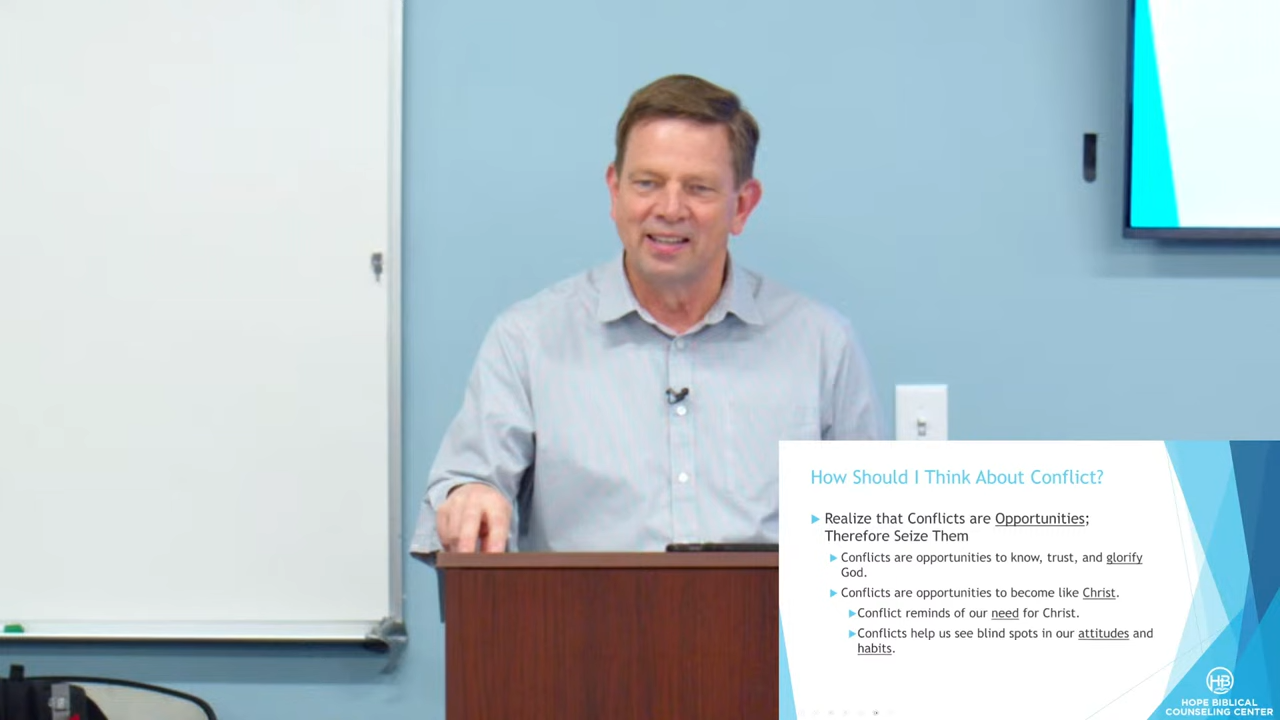 How Should I Think About Conflict?
Realize that Conflicts are Opportunities;
Therefore Seize Them
Conflicts are opportunities to know, trust, and glorify
God.
Conflicts are opportunities to become like Christ.
Conflict reminds of our need for Christ.
Conflicts help us see blind spots in our attitudes and
habits.
HB
HOPE BIBLICAL
COUNSELING CENTER